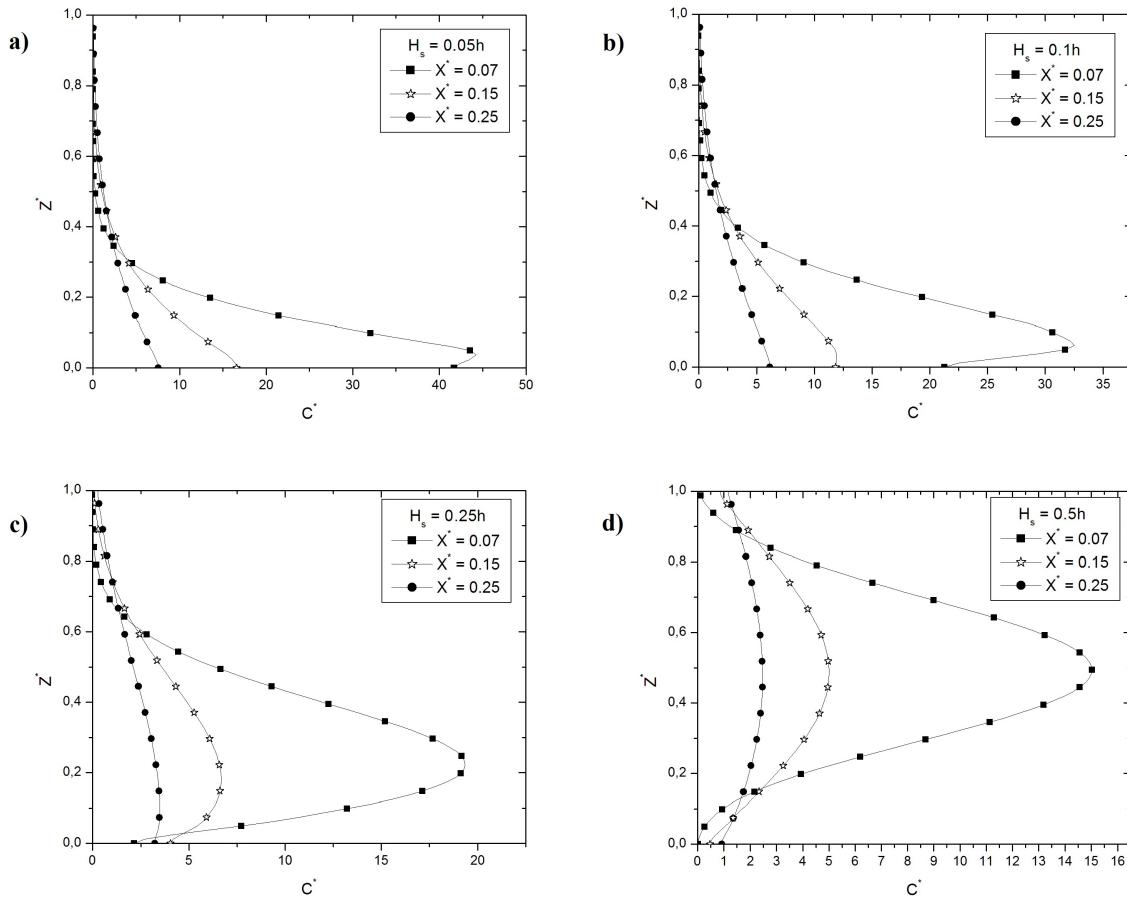 a)
H_s = 0.05h
X* = 0.07
X* = 0.15
X* = 0.25
1,0
0,8
0,6
0,4
0,2
0,0
Z*
0 10 20 30 40 50
C*
b)
H_s = 0.1h
X* = 0.07
X* = 0.15
X* = 0.25
1,0
0,8
0,6
0,4
0,2
0,0
Z*
0 5 10 15 20 25 30 35
C*
c)
H_s = 0.25h
X* = 0.07
X* = 0.15
X* = 0.25
1,0
0,8
0,6
0,4
0,2
0,0
Z*
0 5 10 15 20
C*
d)
H_s = 0.5h
X* = 0.07
X* = 0.15
X* = 0.25
1,0
0,8
0,6
0,4
0,2
0,0
Z*
0 1 2 3 4 5 6 7 8 9 10 11 12 13 14 15 16
C*